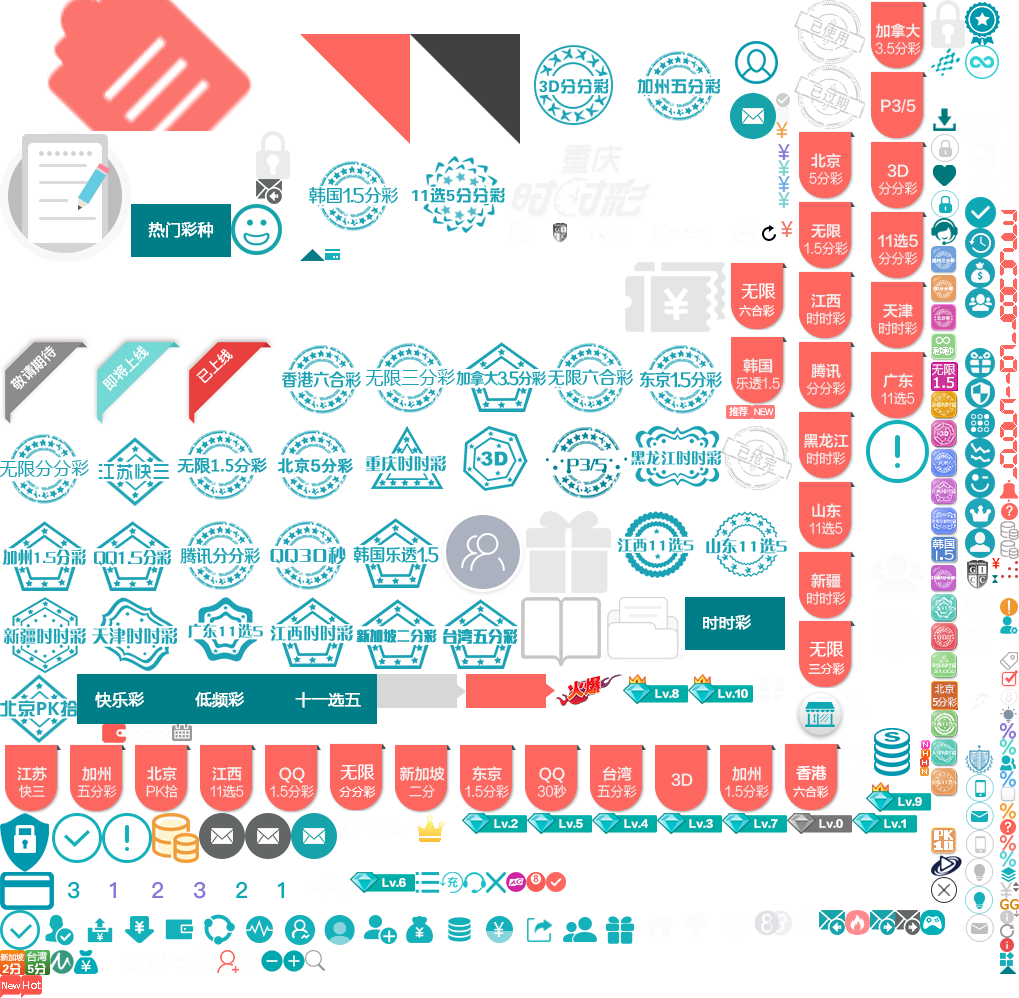 已使用
加拿大
3.5分彩
3D分分彩
加州五分彩
已过期
P3/5
重庆
时时彩
韩国1.5分彩
11选5分分彩
北京
5分彩
3D
分分彩
热门彩种
无限
1.5分彩
11选5
分分彩
无限
六合彩
江西
时时彩
天津
时时彩
敬请期待
即将上线
已上线
香港六合彩
无限三分彩
加拿大3.5分彩
无限六合彩
东京1.5分彩
韩国
乐透1.5
腾讯
分分彩
广东
11选5
推荐
NEW
无限
1.5
无限分分彩
江苏快三
无限1.5分彩
北京5分彩
重庆时时彩
3D
P3/5
黑龙江时时彩
已抢完
黑龙江
时时彩
加州1.5分彩
QQ1.5分彩
腾讯分分彩
QQ30秒
韩国乐透1.5
江西11选5
山东11选5
山东
11选5
韩国
1.5
新疆
时时彩
新疆时时彩
天津时时彩
广东11选5
江西时时彩
新加坡二分彩
台湾五分彩
时时彩
无限
三分彩
北京PK拾
快乐彩
低频彩
十一选五
火爆
Lv.8
Lv.10
北京
5分彩
江苏
快三
加州
五分彩
北京
PK拾
江西
11选5
QQ
1.5分彩
无限
分分彩
新加坡
二分
东京
1.5分彩
QQ
30秒
台湾
五分彩
3D
加州
1.5分彩
香港
六合彩
Lv.9
Lv.2
Lv.5
Lv.4
Lv.3
Lv.7
Lv.0
Lv.1
PK
10
3
1
2
3
2
1
Lv.6
充
8
GG
新加坡
2分
台湾
5分
New
Hot